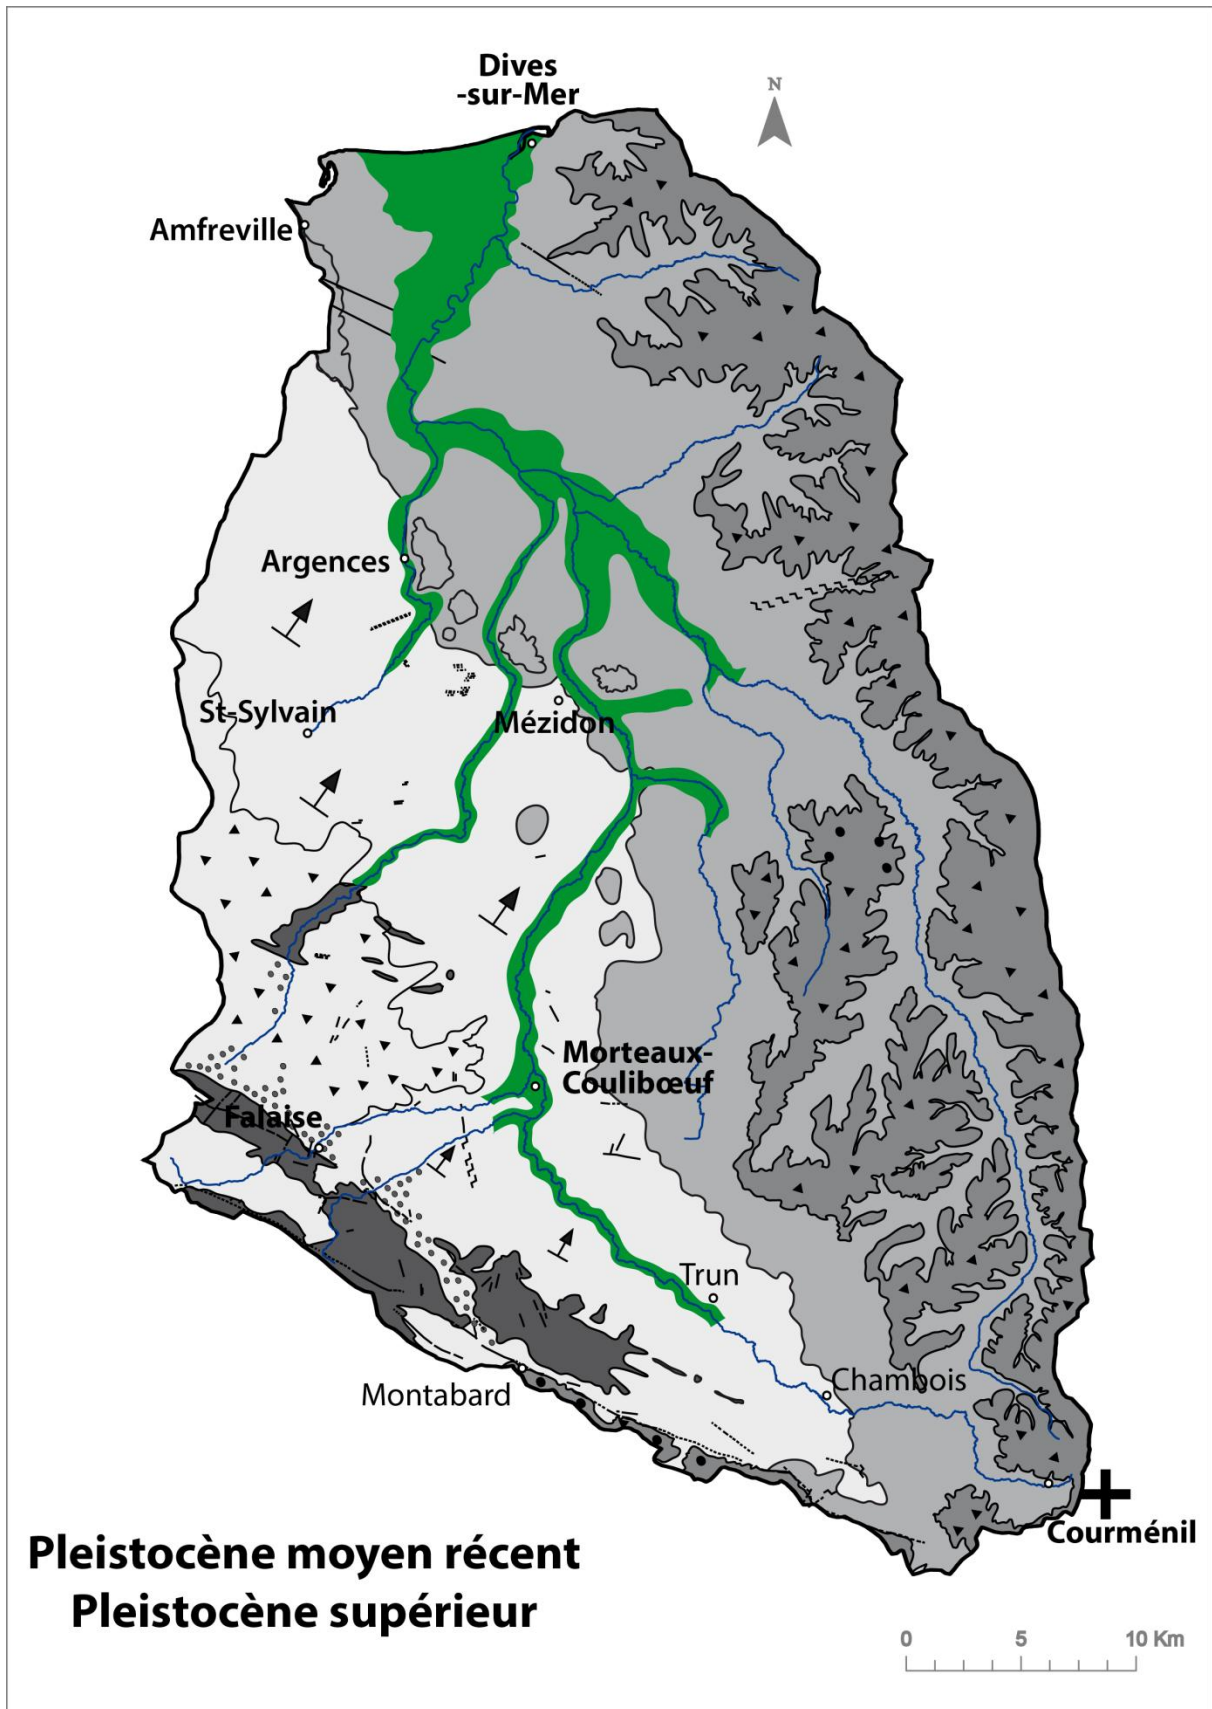 Dives
-sur-Mer
N
Amfreville
Argences
St-Sylvain
Mézidon
Morteaux-
Coulibœuf
Falaise
Trun
Chambois
Montabard
Courménil
Pleistocène moyen récent
Pleistocène supérieur
0 5 10 Km